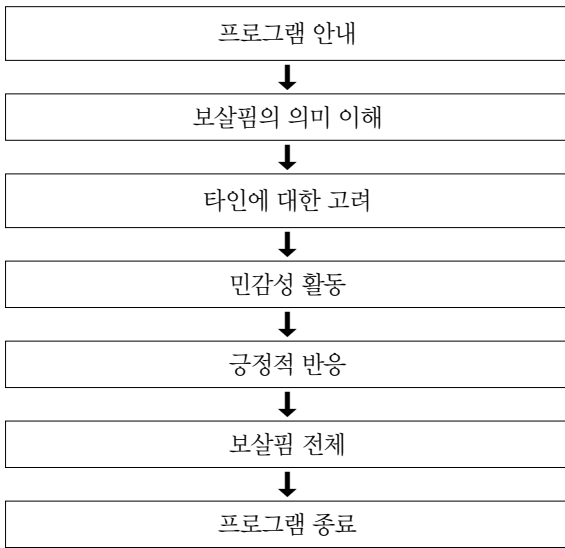 프로그램 안내
보살핌의 의미 이해
타인에 대한 고려
민감성 활동
긍정적 반응
보살핌 전체
프로그램 종료